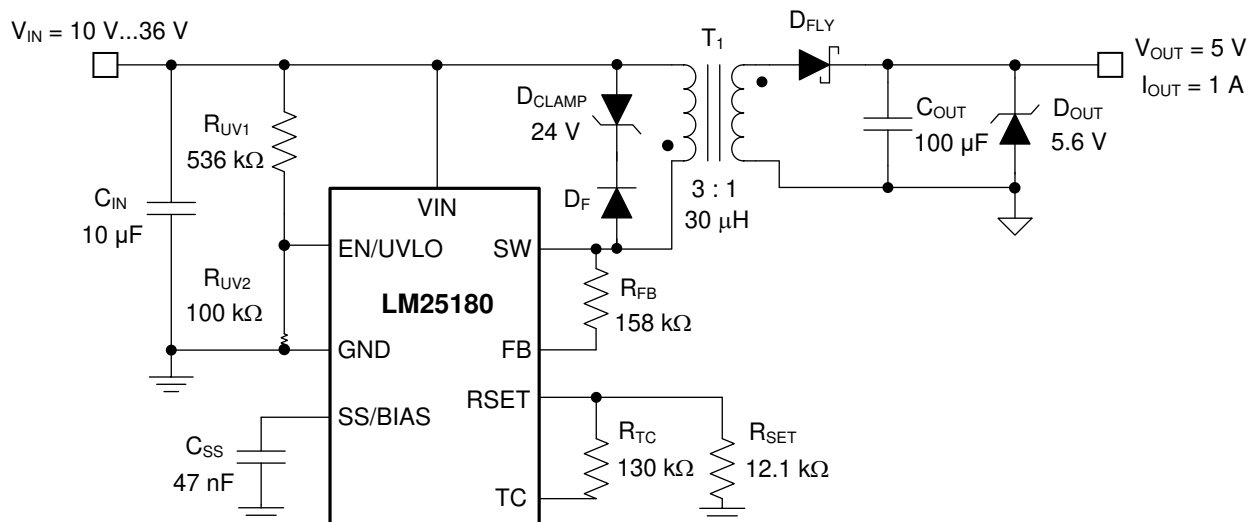 V_IN = 10 V...36 V
D_FLY
T_1
V_OUT = 5 V
I_OUT = 1 A
D_CLAMP
24 V
R_UV1
536 kΩ
C_OUT
100 µF
D_OUT
5.6 V
C_IN
10 µF
D_F
3 : 1
30 μH
VIN
EN/UVLO
SW
R_UV2
100 kΩ
LM25180
R_FB
158 kΩ
GND
FB
RSET
SS/BIAS
C_SS
47 nF
R_TC
130 kΩ
R_SET
12.1 kΩ
TC